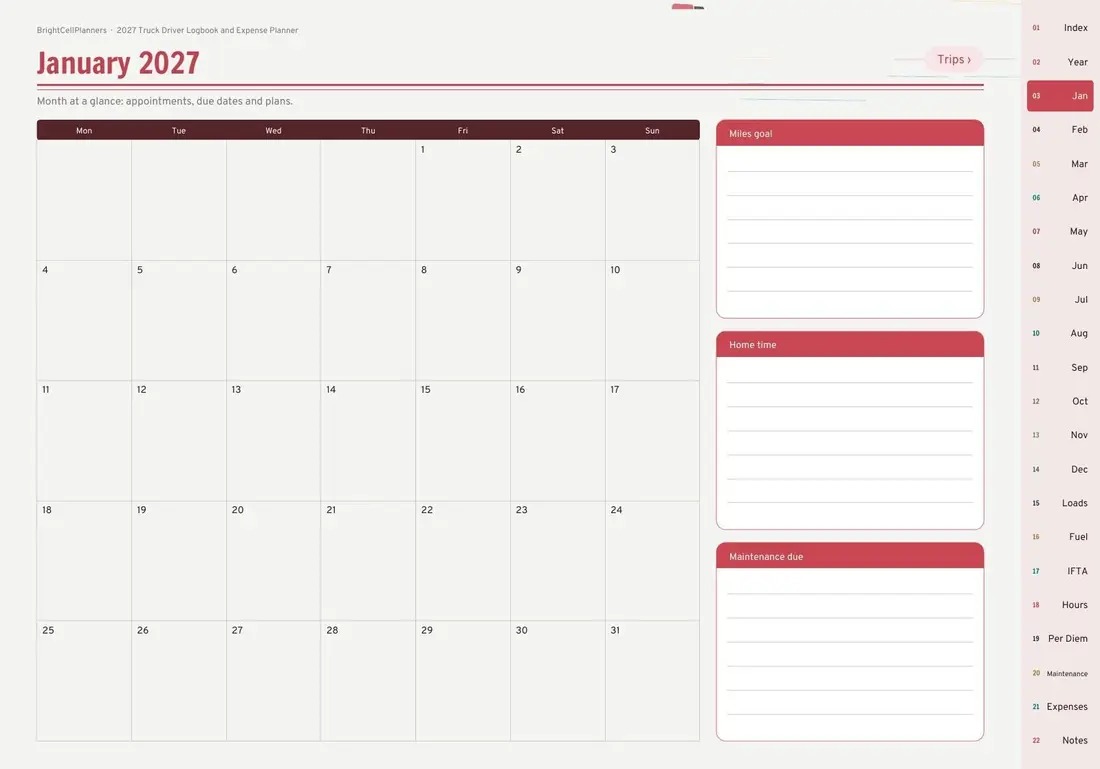 BrightCellPlanners · 2027 Truck Driver Logbook and Expense Planner
January 2027
Trips ›
Month at a glance: appointments, due dates and plans.
Mon Tue Wed Thu Fri Sat Sun
1 2 3
4 5 6 7 8 9 10
11 12 13 14 15 16 17
18 19 20 21 22 23 24
25 26 27 28 29 30 31
Miles goal
Home time
Maintenance due
01 Index
02 Year
03 Jan
04 Feb
05 Mar
06 Apr
07 May
08 Jun
09 Jul
10 Aug
11 Sep
12 Oct
13 Nov
14 Dec
15 Loads
16 Fuel
17 IFTA
18 Hours
19 Per Diem
20 Maintenance
21 Expenses
22 Notes